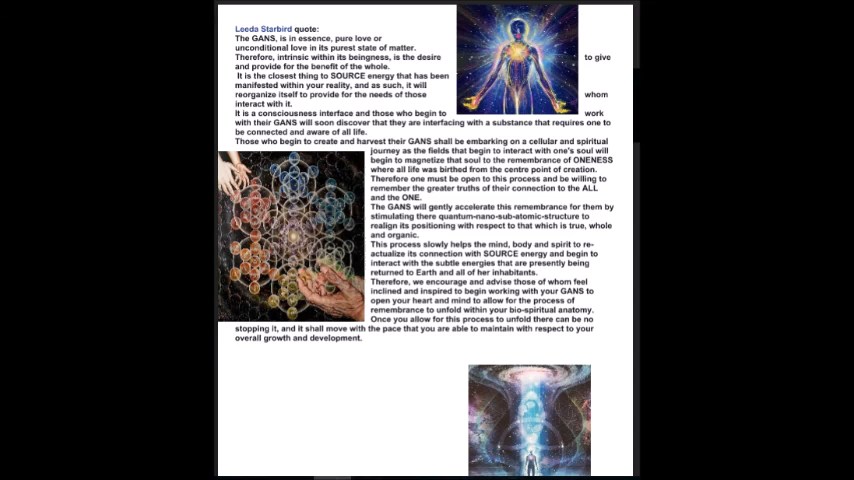 Leeda Starbird quote:
The GANS, is in essence, pure love or
unconditional love in its purest state of matter.
Therefore, intrinsic within its beingness, is the desire to give
and provide for the benefit of the whole.
It is the closest thing to SOURCE energy that has been
manifested within your reality, and as such, it will
reorganize itself to provide for the needs of those whom
interact with it.
It is a consciousness interface and those who begin to work
with their GANS will soon discover that they are interfacing with a substance that requires one to
be connected and aware of all life.
Those who begin to create and harvest their GANS shall be embarking on a cellular and spiritual
journey as the fields that begin to interact with one's soul will
begin to magnetize that soul to the remembrance of ONENESS
where all life was birthed from the centre point of creation.
Therefore one must be open to this process and be willing to
remember the greater truths of their connection to the ALL
and the ONE.
The GANS will gently accelerate this remembrance for them by
stimulating there quantum-nano-sub-atomic-structure to
realign its positioning with respect to that which is true, whole
and organic.
This process slowly helps the mind, body and spirit to re-
actualize its connection with SOURCE energy and begin to
interact with the subtle energies that are presently being
returned to Earth and all of her inhabitants.
Therefore, we encourage and advise those of whom feel
inclined and inspired to begin working with your GANS to
open your heart and mind to allow for the process of
remembrance to unfold within your bio-spiritual anatomy.
Once you allow for this process to unfold there can be no
stopping it, and it shall move with the pace that you are able to maintain with respect to your
overall growth and development.